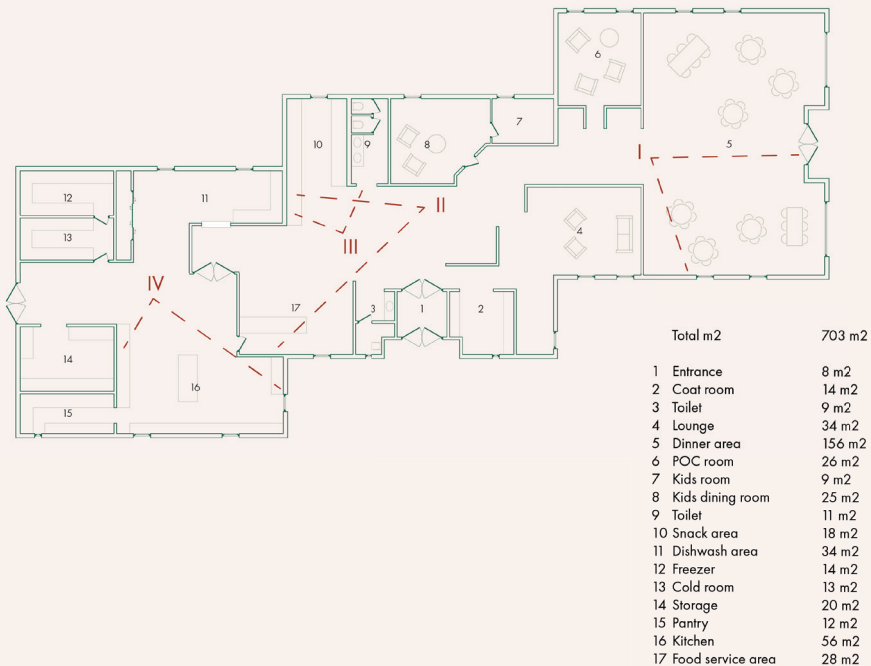 6
5
I
10
9
8
7
12
11
II
13
III
4
IV
17
3
1
2
14
16
15
Total m2 703 m2
1 Entrance 8 m2
2 Coat room 14 m2
3 Toilet 9 m2
4 Lounge 34 m2
5 Dinner area 156 m2
6 POC room 26 m2
7 Kids room 9 m2
8 Kids dining room 25 m2
9 Toilet 11 m2
10 Snack area 18 m2
11 Dishwash area 34 m2
12 Freezer 14 m2
13 Cold room 13 m2
14 Storage 20 m2
15 Pantry 12 m2
16 Kitchen 56 m2
17 Food service area 28 m2